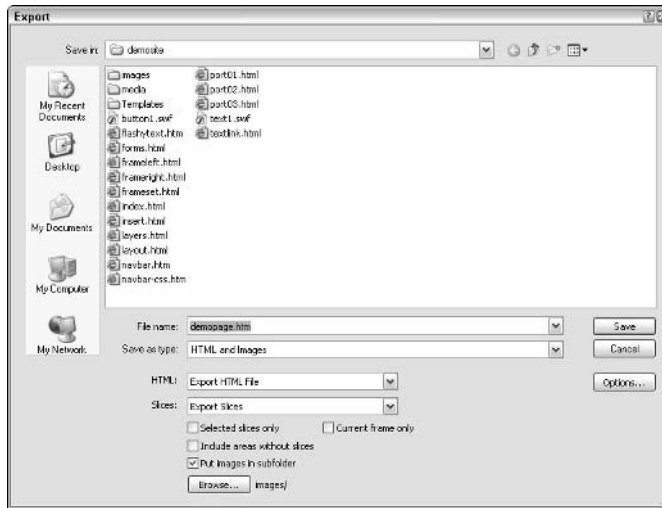 Export
Save in:
demosite
My Recent
Documents
Desktop
My Documents
My Computer
My Network
images
media
Templates
button1.swf
flashytext.htm
forms.html
frameleft.html
frameright.html
frameset.html
index.html
insert.html
layers.html
layout.html
navbar.htm
navbar-css.htm
port01.html
port02.html
port03.html
text1.swf
textlink.html
File name:
demopage.htm
Save
Save as type:
HTML and Images
Cancel
HTML:
Export HTML File
Options...
Slices:
Export Slices
Selected slices only
Current frame only
Include areas without slices
Put images in subfolder
Browse...
images/